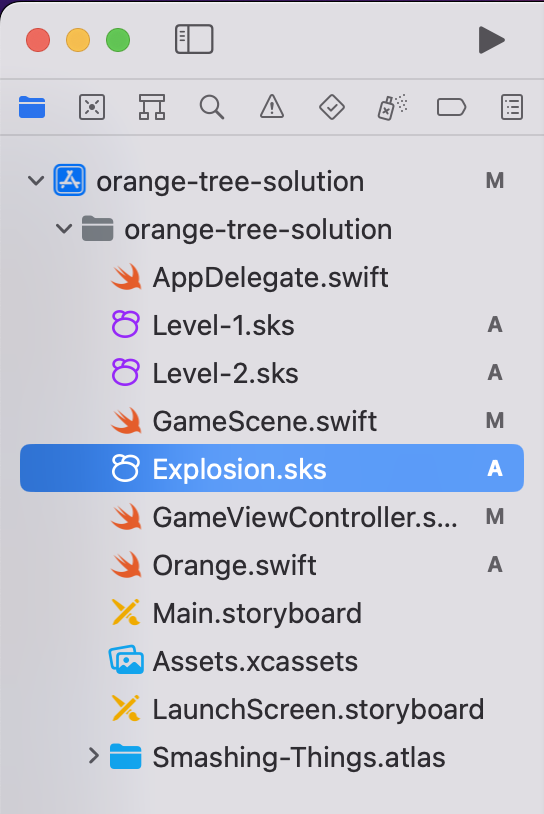 orange-tree-solution M
orange-tree-solution
AppDelegate.swift
Level-1.sks A
Level-2.sks A
GameScene.swift M
Explosion.sks A
GameViewController.s... M
Orange.swift A
Main.storyboard
Assets.xcassets
LaunchScreen.storyboard
Smashing-Things.atlas